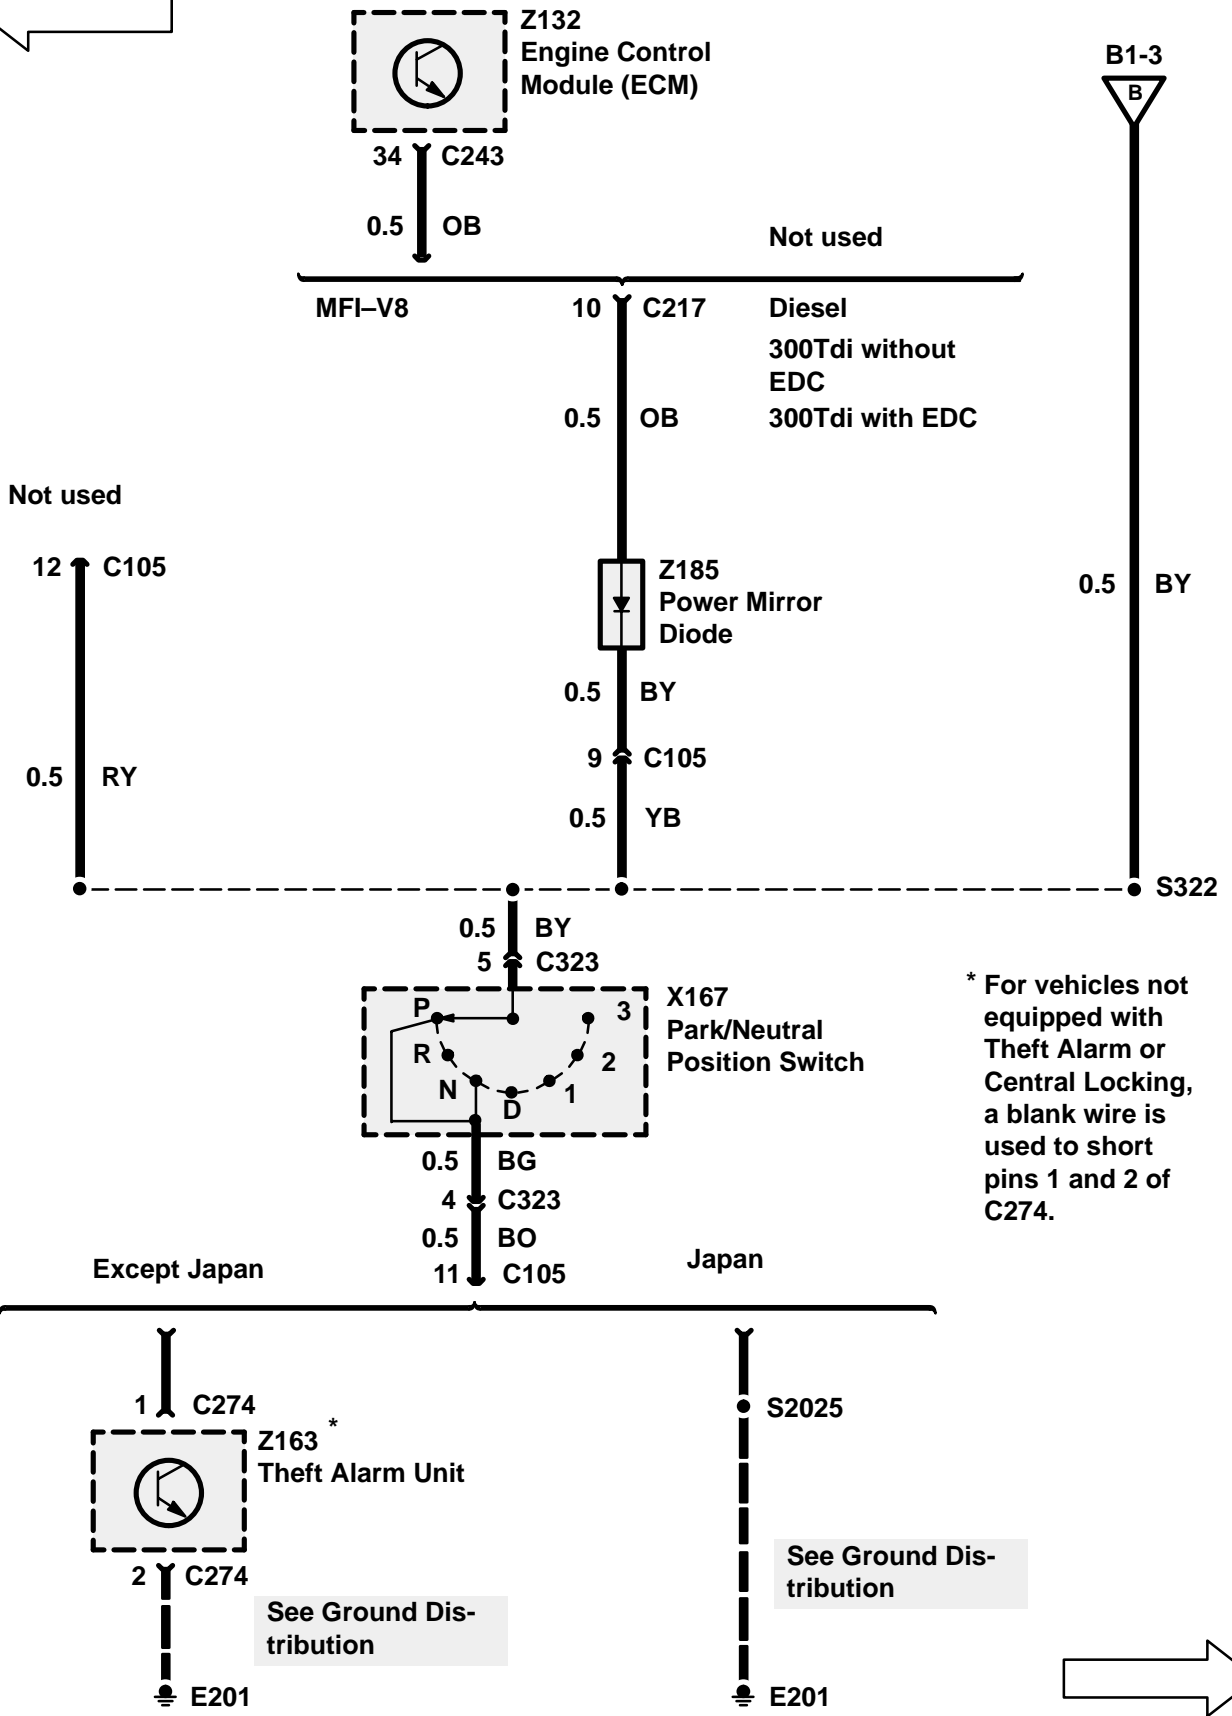 Z132
Engine Control
Module (ECM)
B1-3
B
34 C243
0.5 OB
Not used
MFI–V8
10 C217
Diesel
300Tdi without
EDC
300Tdi with EDC
0.5 OB
Not used
12 C105
Z185
Power Mirror
Diode
0.5 BY
0.5 BY
9 C105
0.5 RY
0.5 YB
S322
0.5 BY
5 C323
X167
Park/Neutral
Position Switch
P
R
N
D
1
2
3
* For vehicles not
equipped with
Theft Alarm or
Central Locking,
a blank wire is
used to short
pins 1 and 2 of
C274.
0.5 BG
4 C323
0.5 BO
11 C105
Except Japan
Japan
1 C274
S2025
Z163 *
Theft Alarm Unit
2 C274
See Ground Dis-
tribution
See Ground Dis-
tribution
E201
E201